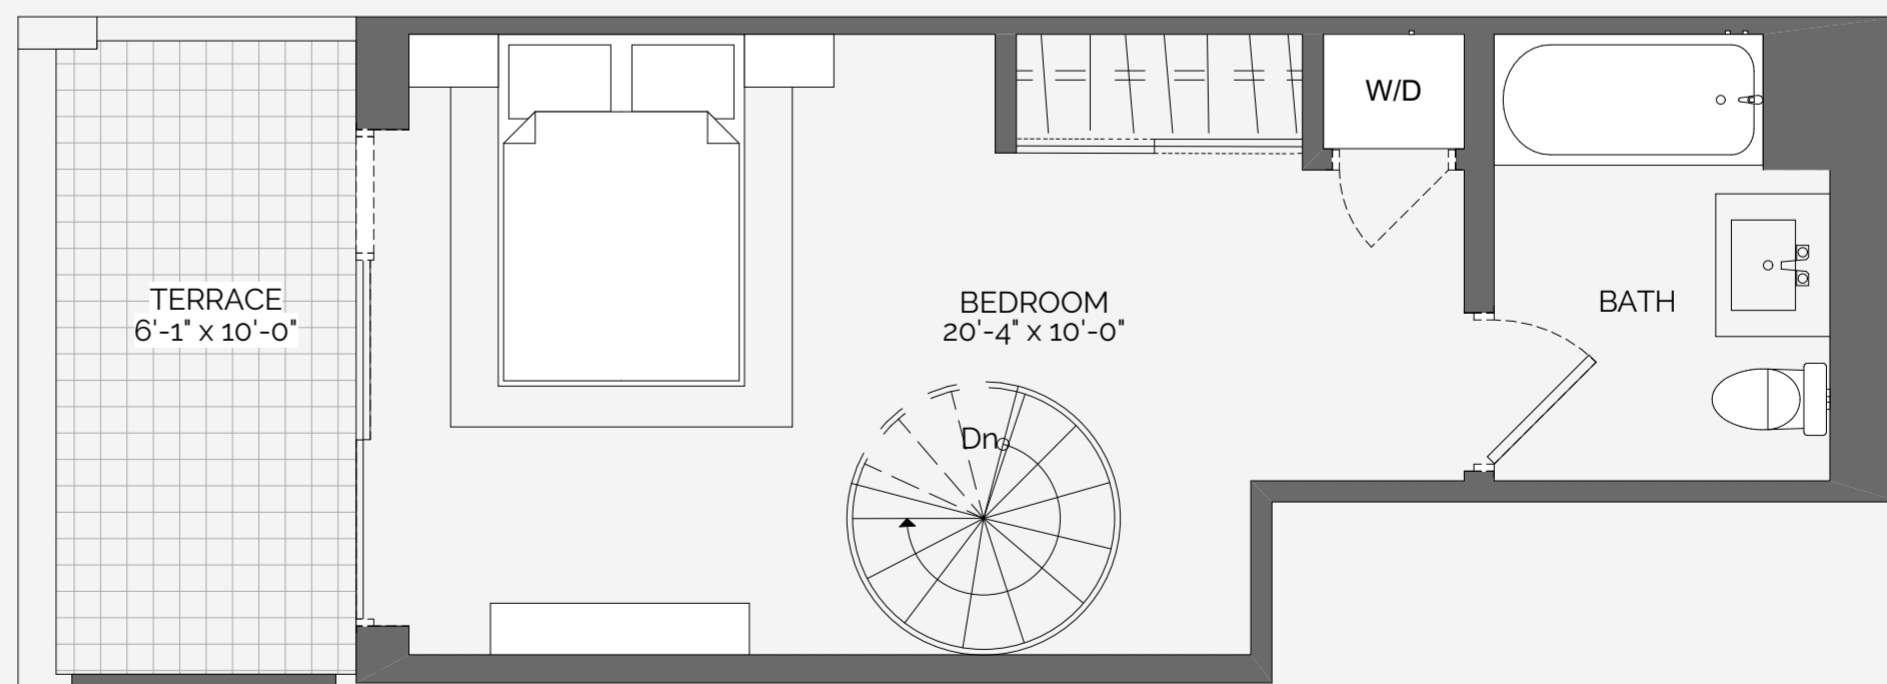 W/D
TERRACE
6'-1" x 10'-0"
BEDROOM
20'-4" x 10'-0"
BATH
Dn